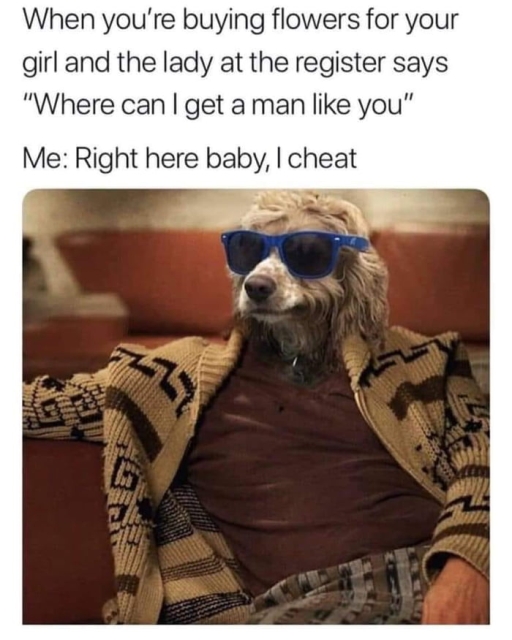 When you're buying flowers for your
girl and the lady at the register says
"Where can I get a man like you"
Me: Right here baby, I cheat